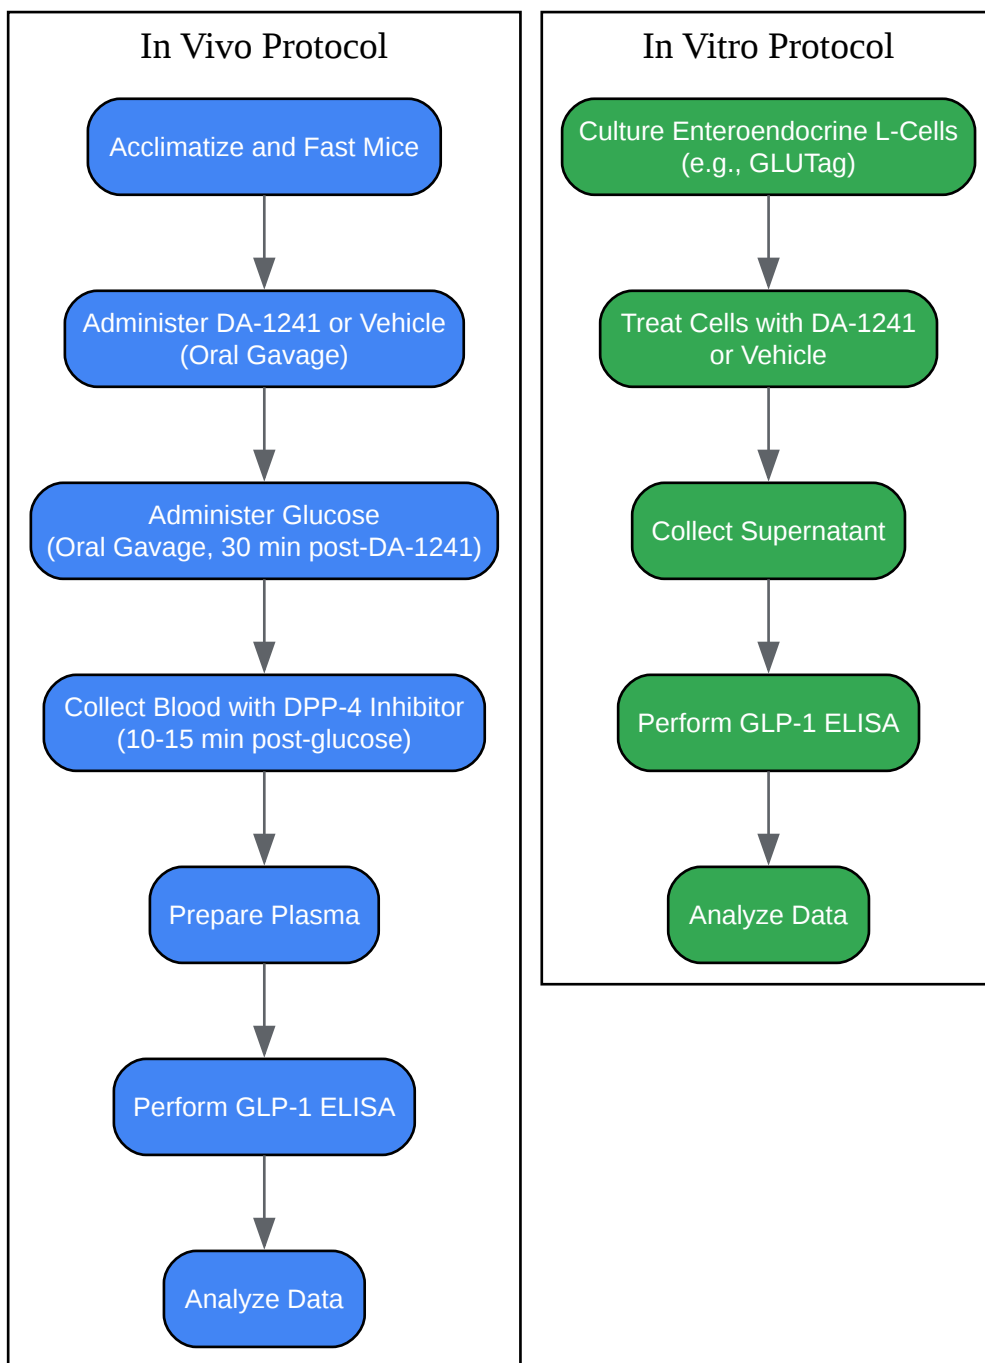 In Vivo Protocol
Acclimatize and Fast Mice
Administer DA-1241 or Vehicle
(Oral Gavage)
Administer Glucose
(Oral Gavage, 30 min post-DA-1241)
Collect Blood with DPP-4 Inhibitor
(10-15 min post-glucose)
Prepare Plasma
Perform GLP-1 ELISA
Analyze Data
In Vitro Protocol
Culture Enteroendocrine L-Cells
(e.g., GLUTag)
Treat Cells with DA-1241
or Vehicle
Collect Supernatant
Perform GLP-1 ELISA
Analyze Data